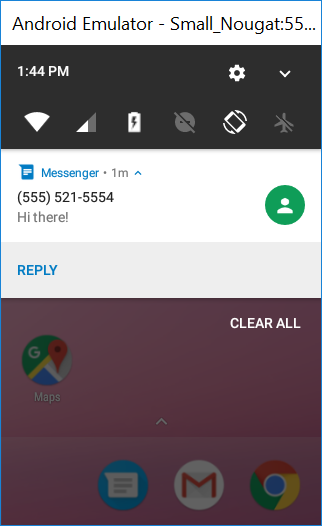 Android Emulator - Small_Nougat:55...
1:44 PM
Messenger • 1m
(555) 521-5554
Hi there!
REPLY
CLEAR ALL
Maps